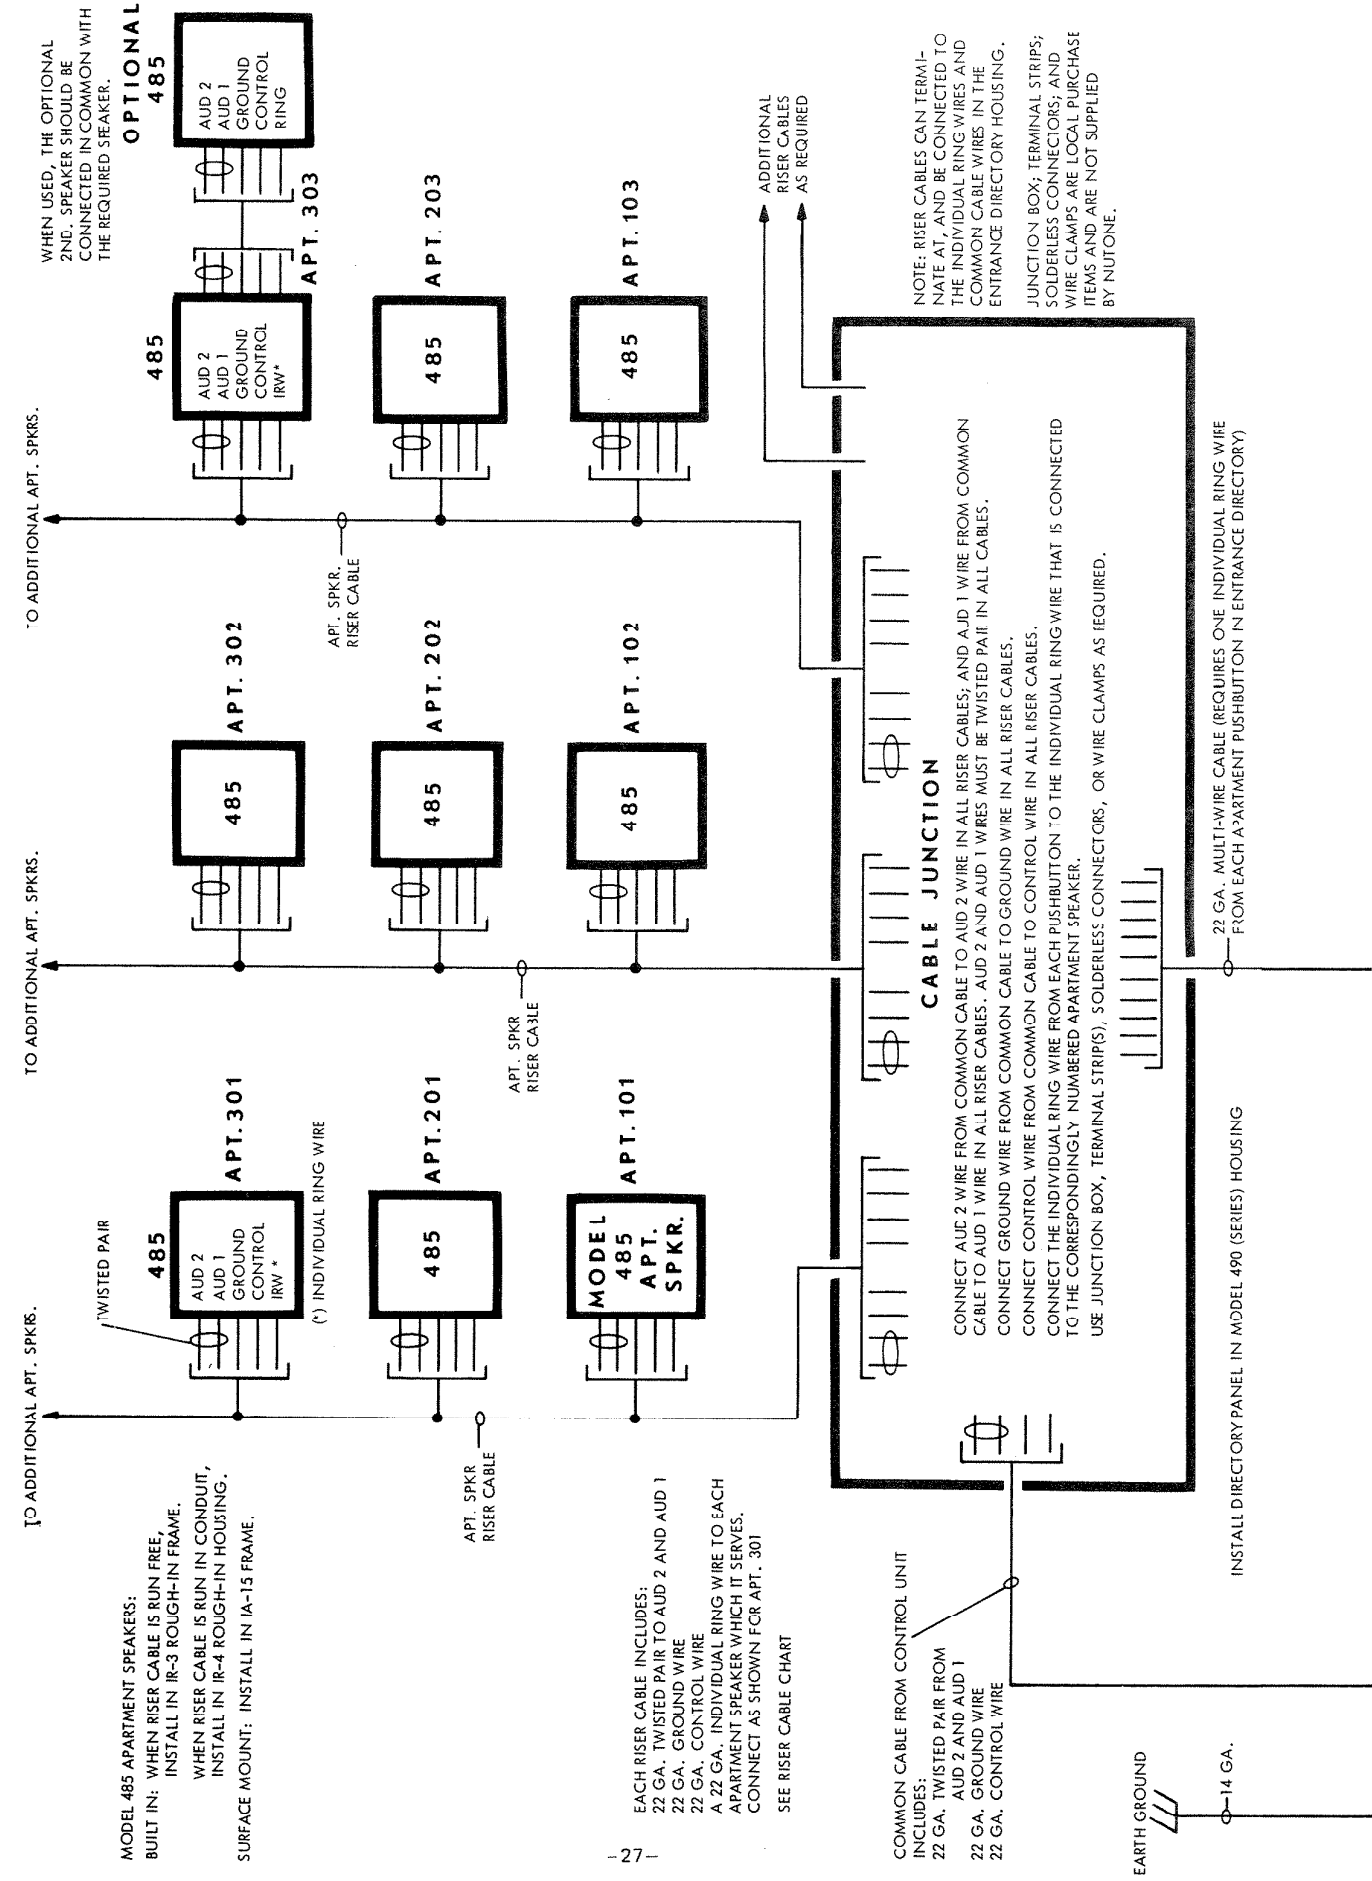 MODEL 485 APARTMENT SPEAKERS:
BUILT IN: WHEN RISER CABLE IS RUN FREE,
INSTALL IN IR-3 ROUGH-IN FRAME.
WHEN RISER CABLE IS RUN IN CONDUIT,
INSTALL IN IR-4 ROUGH-IN HOUSING.
SURFACE MOUNT: INSTALL IN IA-15 FRAME.
TO ADDITIONAL APT. SPKRS.
TO ADDITIONAL APT. SPKRS.
TO ADDITIONAL APT. SPKRS.
TWISTED PAIR
485
AUD 2
AUD 1
GROUND
CONTROL
IRW *
APT. 301
(*) INDIVIDUAL RING WIRE
485
APT. 302
485
AUD 2
AUD 1
GROUND
CONTROL
IRW*
APT. 303
WHEN USED, THE OPTIONAL
2ND. SPEAKER SHOULD BE
CONNECTED IN COMMON WITH
THE REQUIRED SPEAKER.
OPTIONAL
485
AUD 2
AUD 1
GROUND
CONTROL
RING
APT. SPKR.
RISER CABLE
485
APT. 201
485
APT. 202
485
APT. 203
APT. SPKR
RISER CABLE
APT. SPKR
RISER CABLE
MODEL
485
APT.
SPKR.
APT. 101
485
APT. 102
485
APT. 103
EACH RISER CABLE INCLUDES:
22 GA. TWISTED PAIR TO AUD 2 AND AUD 1
22 GA. GROUND WIRE
22 GA. CONTROL WIRE
A 22 GA. INDIVIDUAL RING WIRE TO EACH
APARTMENT SPEAKER WHICH IT SERVES.
CONNECT AS SHOWN FOR APT. 301
SEE RISER CABLE CHART
ADDITIONAL
RISER CABLES
AS REQUIRED
NOTE: RISER CABLES CAN TERMI-
NATE AT, AND BE CONNECTED TO
THE INDIVIDUAL RING WIRES AND
COMMON CABLE WIRES IN THE
ENTRANCE DIRECTORY HOUSING.
JUNCTION BOX; TERMINAL STRIPS;
SOLDERLESS CONNECTORS; AND
WIRE CLAMPS ARE LOCAL PURCHASE
ITEMS AND ARE NOT SUPPLIED
BY NUTONE.
CABLE JUNCTION
CONNECT AUD 2 WIRE FROM COMMON CABLE TO AUD 2 WIRE IN ALL RISER CABLES; AND AUD 1 WIRE FROM COMMON
CABLE TO AUD 1 WIRE IN ALL RISER CABLES. AUD 2 AND AUD 1 WIRES MUST BE TWISTED PAIR IN ALL CABLES.
CONNECT GROUND WIRE FROM COMMON CABLE TO GROUND WIRE IN ALL RISER CABLES.
CONNECT CONTROL WIRE FROM COMMON CABLE TO CONTROL WIRE IN ALL RISER CABLES.
CONNECT THE INDIVIDUAL RING WIRE FROM EACH PUSHBUTTON TO THE INDIVIDUAL RING WIRE THAT IS CONNECTED
TO THE CORRESPONDINGLY NUMBERED APARTMENT SPEAKER.
USE JUNCTION BOX, TERMINAL STRIP(S), SOLDERLESS CONNECTORS, OR WIRE CLAMPS AS REQUIRED.
COMMON CABLE FROM CONTROL UNIT
INCLUDES:
22 GA. TWISTED PAIR FROM
AUD 2 AND AUD 1
22 GA. GROUND WIRE
22 GA. CONTROL WIRE
22 GA. MULTI-WIRE CABLE (REQUIRES ONE INDIVIDUAL RING WIRE
FROM EACH APARTMENT PUSHBUTTON IN ENTRANCE DIRECTORY)
INSTALL DIRECTORY PANEL IN MODEL 490 (SERIES) HOUSING
EARTH GROUND
14 GA.
-27-